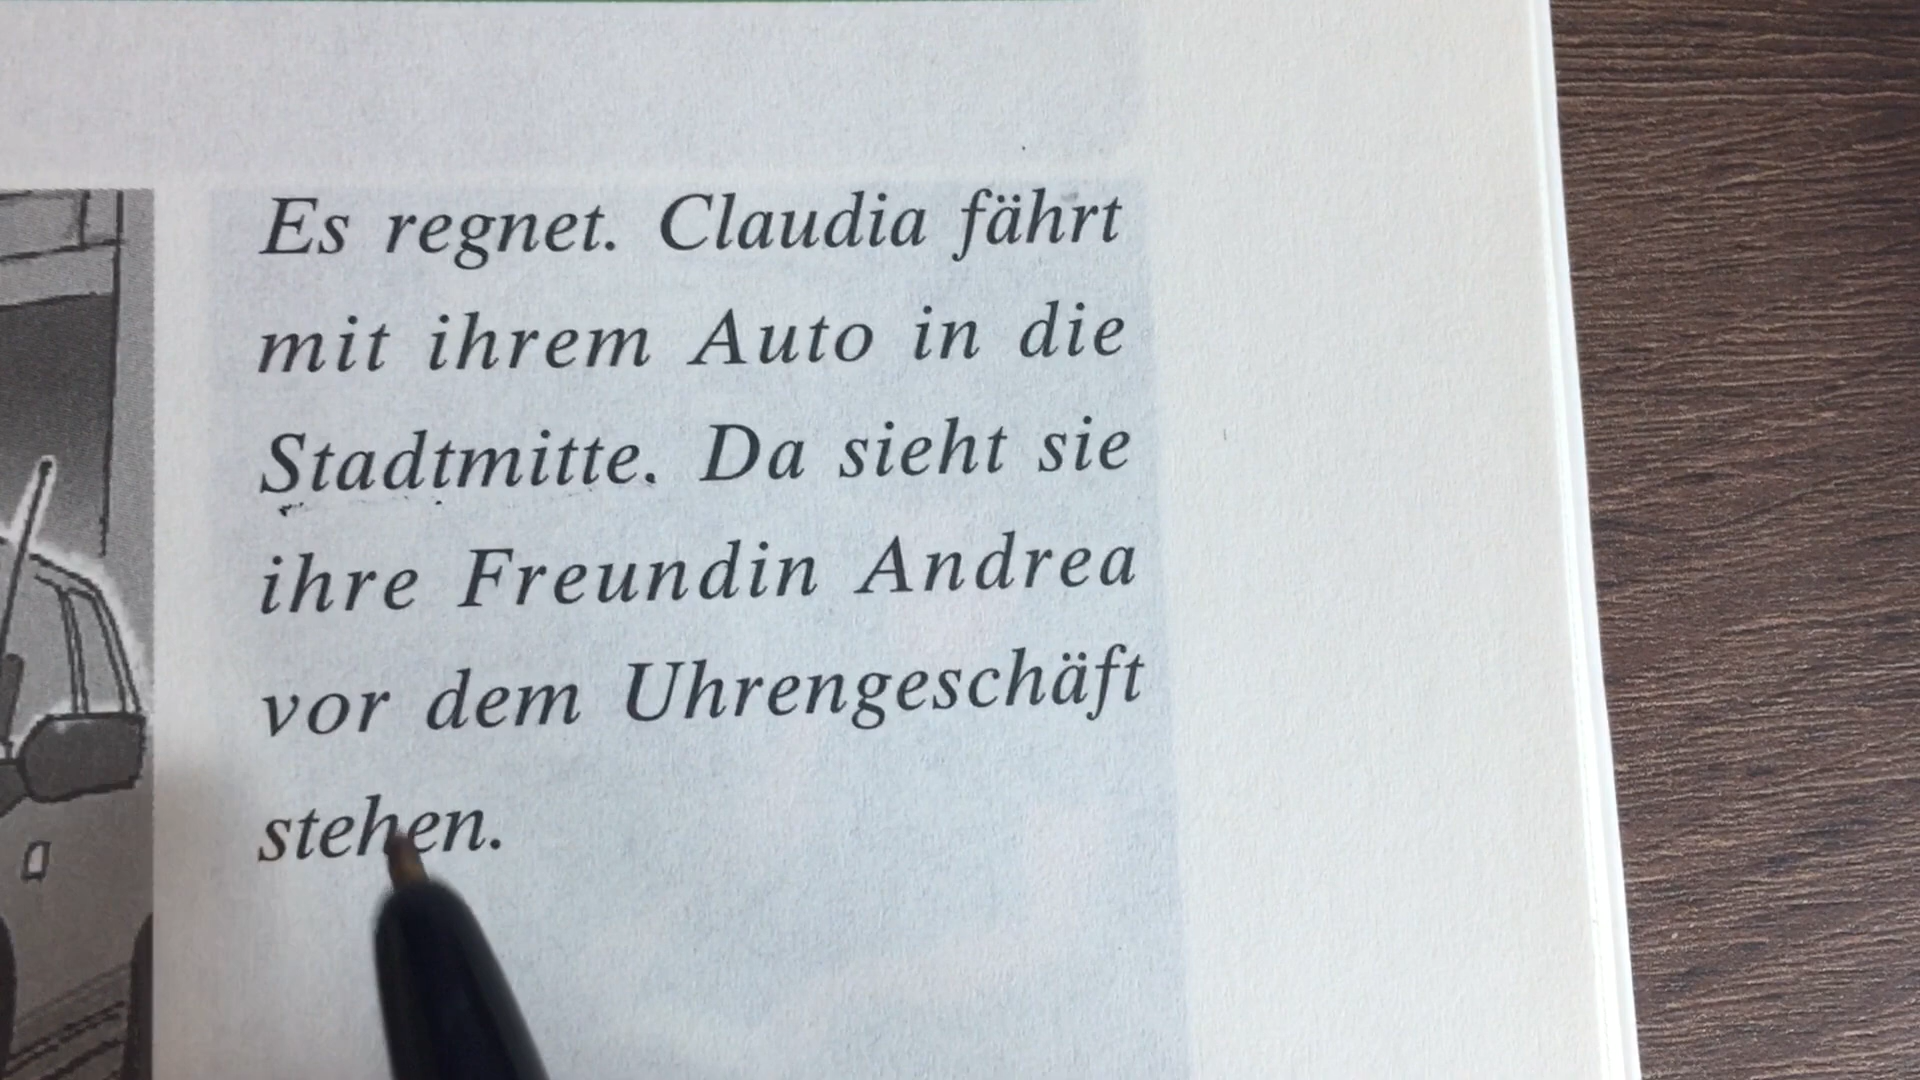 Es regnet. Claudia fährt
mit ihrem Auto in die
Stadtmitte. Da sieht sie
ihre Freundin Andrea
vor dem Uhrengeschäft
stehen.